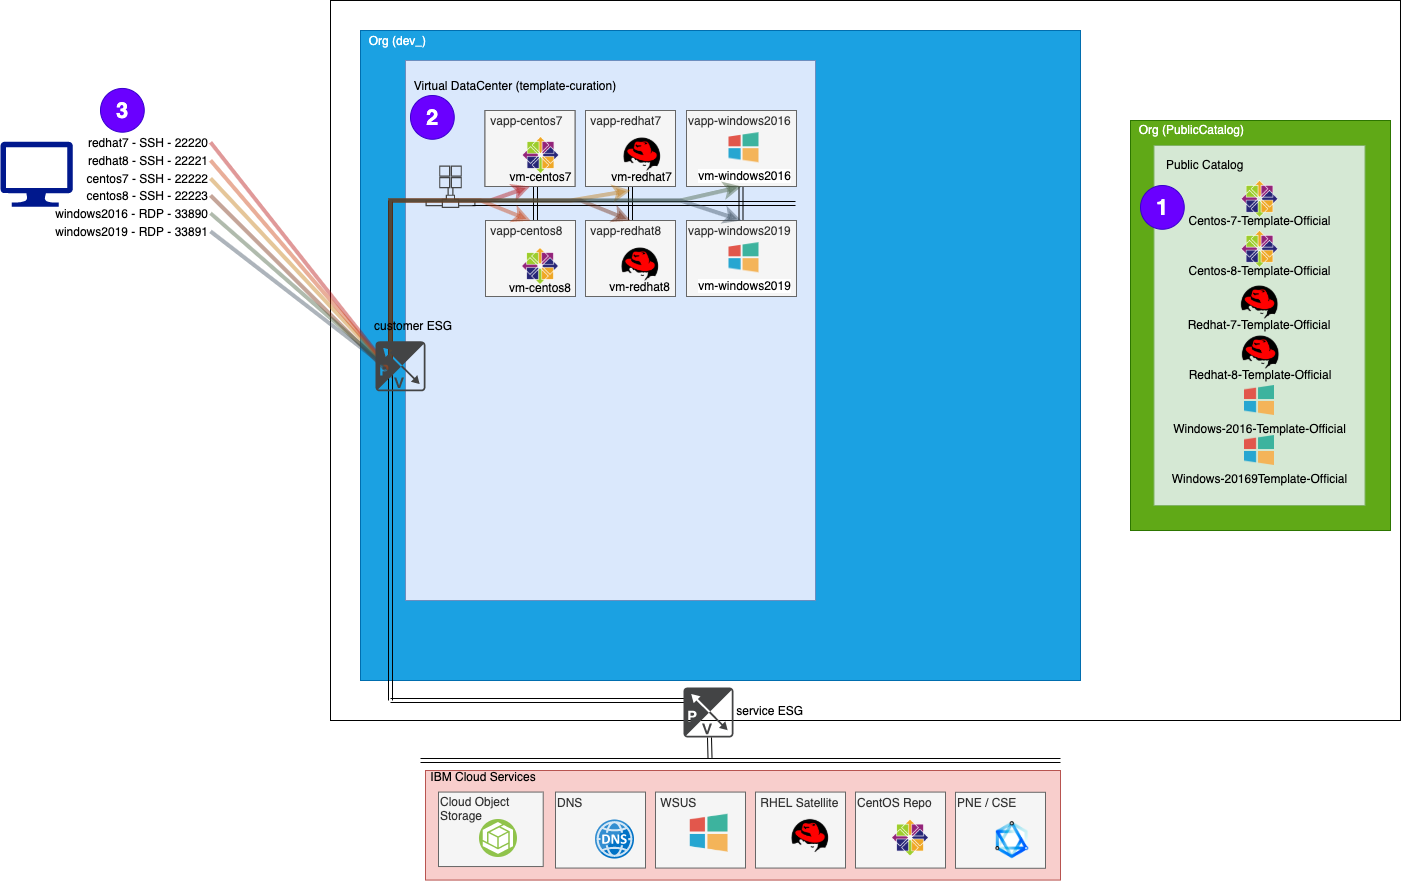 Org (dev_)
Virtual DataCenter (template-curation)
3
2
redhat7 - SSH - 22220
redhat8 - SSH - 22221
centos7 - SSH - 22222
centos8 - SSH - 22223
windows2016 - RDP - 33890
windows2019 - RDP - 33891
vapp-centos7
vm-centos7
vapp-redhat7
vm-redhat7
vapp-windows2016
vm-windows2016
vapp-centos8
vm-centos8
vapp-redhat8
vm-redhat8
vapp-windows2019
vm-windows2019
customer ESG
P
V
Org (PublicCatalog)
Public Catalog
1
Centos-7-Template-Official
Centos-8-Template-Official
Redhat-7-Template-Official
Redhat-8-Template-Official
Windows-2016-Template-Official
Windows-20169Template-Official
P
V
service ESG
IBM Cloud Services
Cloud Object
Storage
DNS
DNS
WSUS
RHEL Satellite
CentOS Repo
PNE / CSE